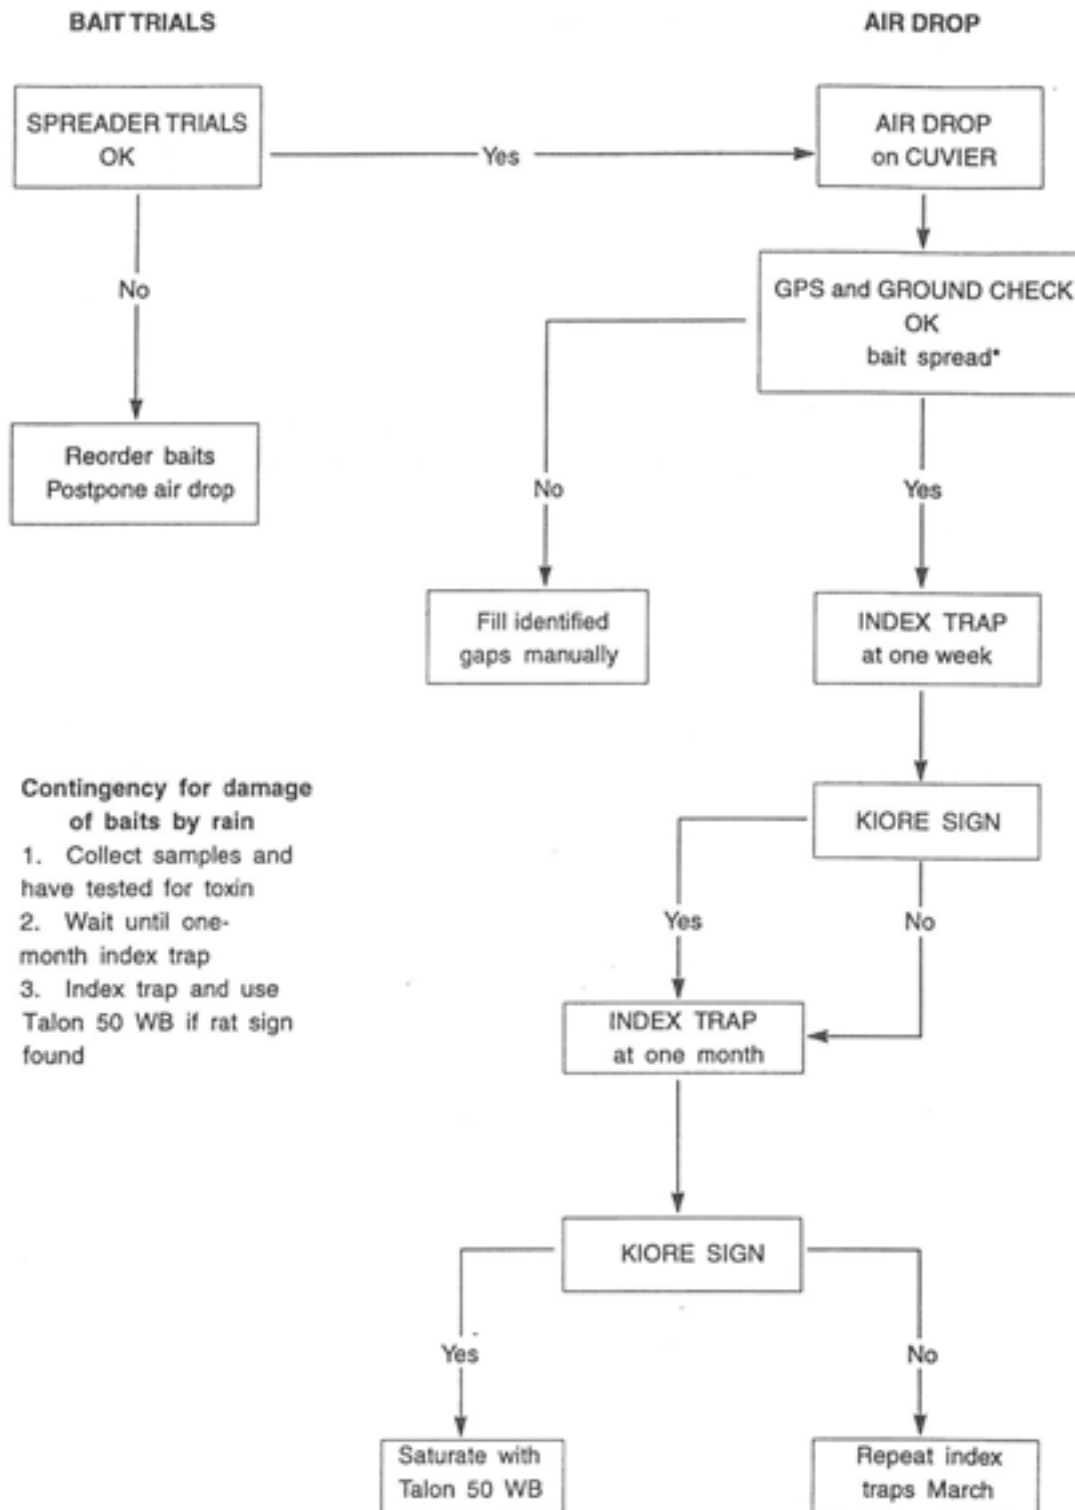 BAIT TRIALS
AIR DROP
SPREADER TRIALS
OK
Yes
AIR DROP
on CUVIER
No
GPS and GROUND CHECK
OK
bait spread*
Reorder baits
Postpone air drop
No
Yes
Fill identified
gaps manually
INDEX TRAP
at one week
Contingency for damage
of baits by rain
1. Collect samples and
have tested for toxin
2. Wait until one-
month index trap
3. Index trap and use
Talon 50 WB if rat sign
found
KIORE SIGN
Yes
No
INDEX TRAP
at one month
KIORE SIGN
Yes
No
Saturate with
Talon 50 WB
Repeat index
traps March